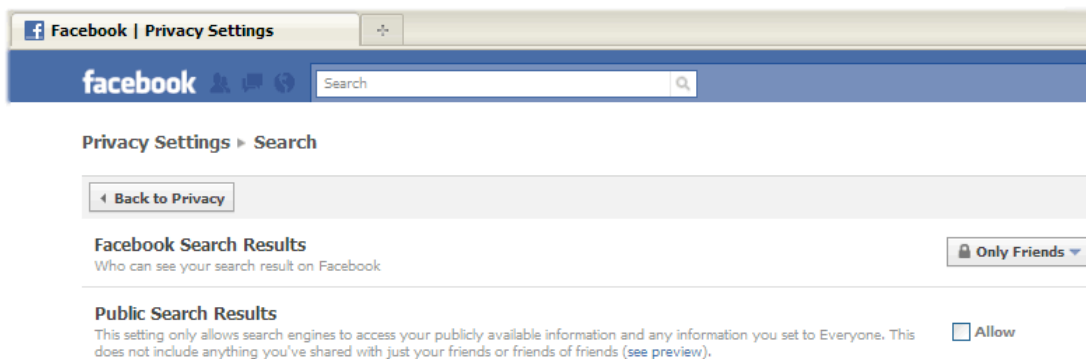 Facebook | Privacy Settings
facebook Search
Privacy Settings ▸ Search
Back to Privacy
Facebook Search Results
Who can see your search result on Facebook
Only Friends
Public Search Results
This setting only allows search engines to access your publicly available information and any information you set to Everyone. This
does not include anything you've shared with just your friends or friends of friends (see preview).
Allow